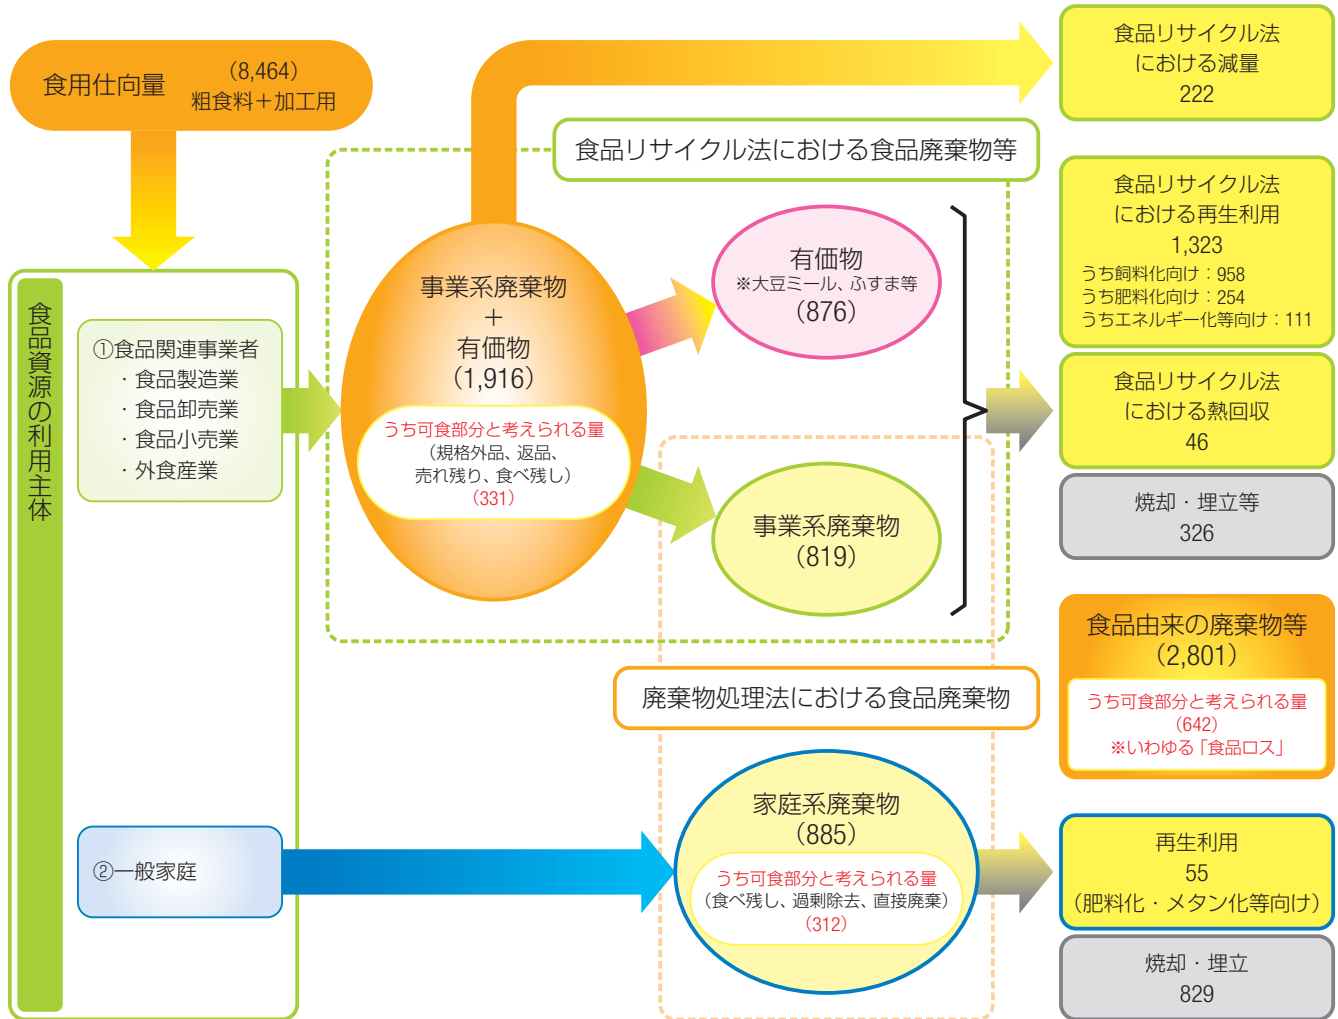 食用仕向量
(8,464)
粗食料+加工用
食品資源の利用主体
①食品関連事業者
・食品製造業
・食品卸売業
・食品小売業
・外食産業
②一般家庭
食品リサイクル法における食品廃棄物等
事業系廃棄物
+
有価物
(1,916)
うち可食部分と考えられる量
(規格外品、返品、
売れ残り、食べ残し)
(331)
有価物
※大豆ミール、ふすま等
(876)
事業系廃棄物
(819)
廃棄物処理法における食品廃棄物
家庭系廃棄物
(885)
うち可食部分と考えられる量
(食べ残し、過剰除去、直接廃棄)
(312)
食品リサイクル法
における減量
222
食品リサイクル法
における再生利用
1,323
うち飼料化向け:958
うち肥料化向け:254
うちエネルギー化等向け:111
食品リサイクル法
における熱回収
46
焼却・埋立等
326
食品由来の廃棄物等
(2,801)
うち可食部分と考えられる量
(642)
※いわゆる「食品ロス」
再生利用
55
(肥料化・メタン化等向け)
焼却・埋立
829